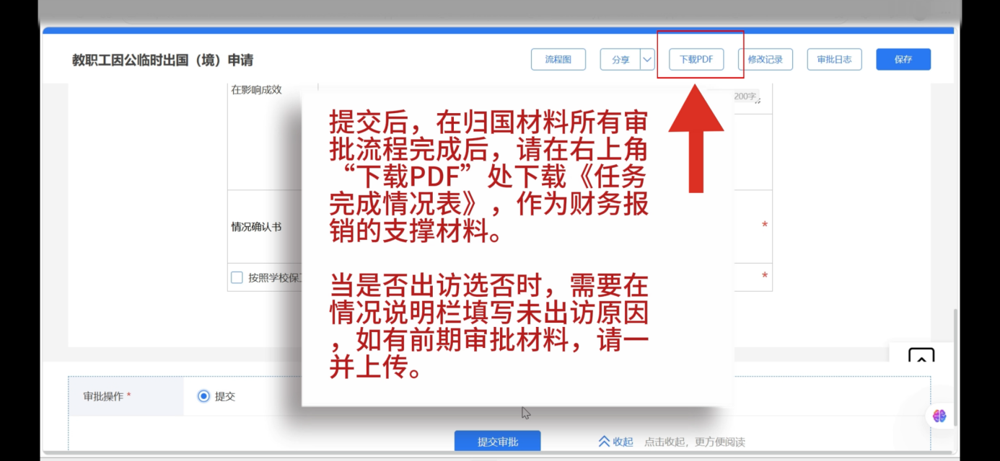 教职工因公临时出国（境）申请
流程图
分享
下载PDF
修改记录
审批日志
保存
在影响成效
200字
提交后，在归国材料所有审
批流程完成后，请在右上角
“下载PDF”处下载《任务
完成情况表》，作为财务报
销的支撑材料。
情况确认书
*
按照学校保
*
当是否出访选否时，需要在
情况说明栏填写未出访原因
，如有前期审批材料，请一
并上传。
审批操作 *
提交
提交审批
收起 点击收起，更方便阅读